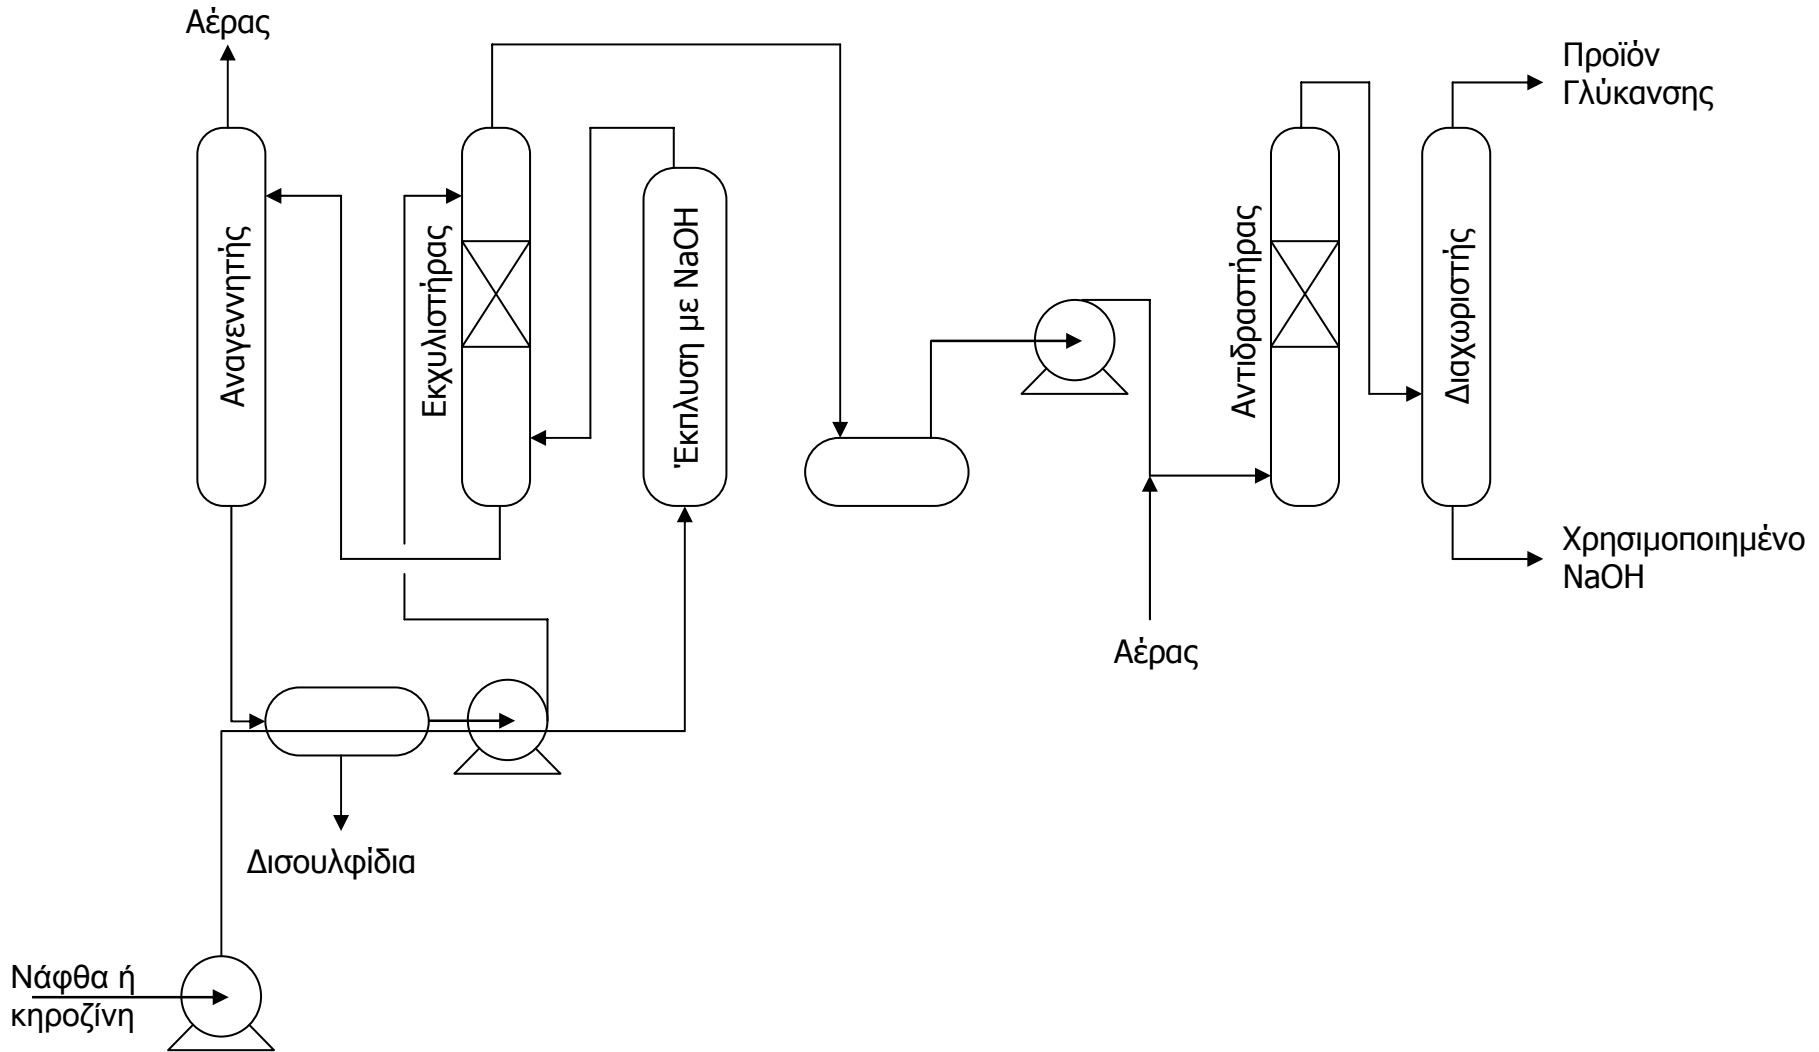 Αέρας
Προϊόν
Γλύκανσης
Αναγεννητής
Εκχυλιστήρας
Έκπλυση με NaOH
Αντιδραστήρας
Διαχωριστής
Χρησιμοποιημένο
NaOH
Αέρας
Δισουλφίδια
Νάφθα ή
κηροζίνη